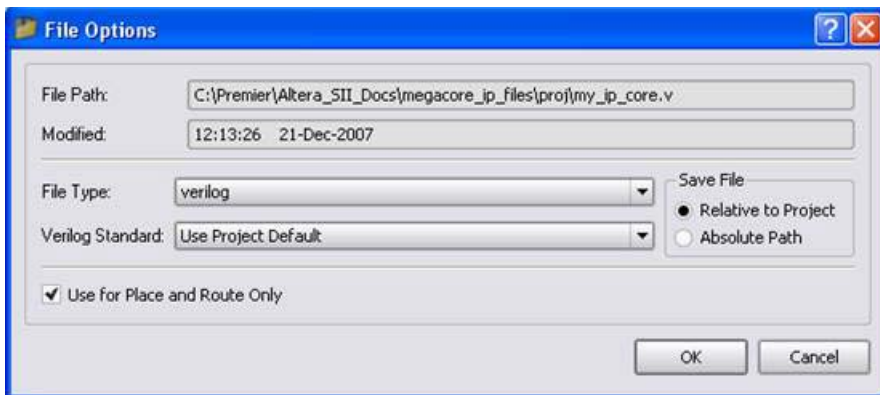 File Options
File Path: C:\Premier\Altera_SII_Docs\megacore_ip_files\proj\my_ip_core.v
Modified: 12:13:26 21-Dec-2007
File Type: verilog
Save File
Relative to Project
Verilog Standard: Use Project Default
Absolute Path
Use for Place and Route Only
OK Cancel